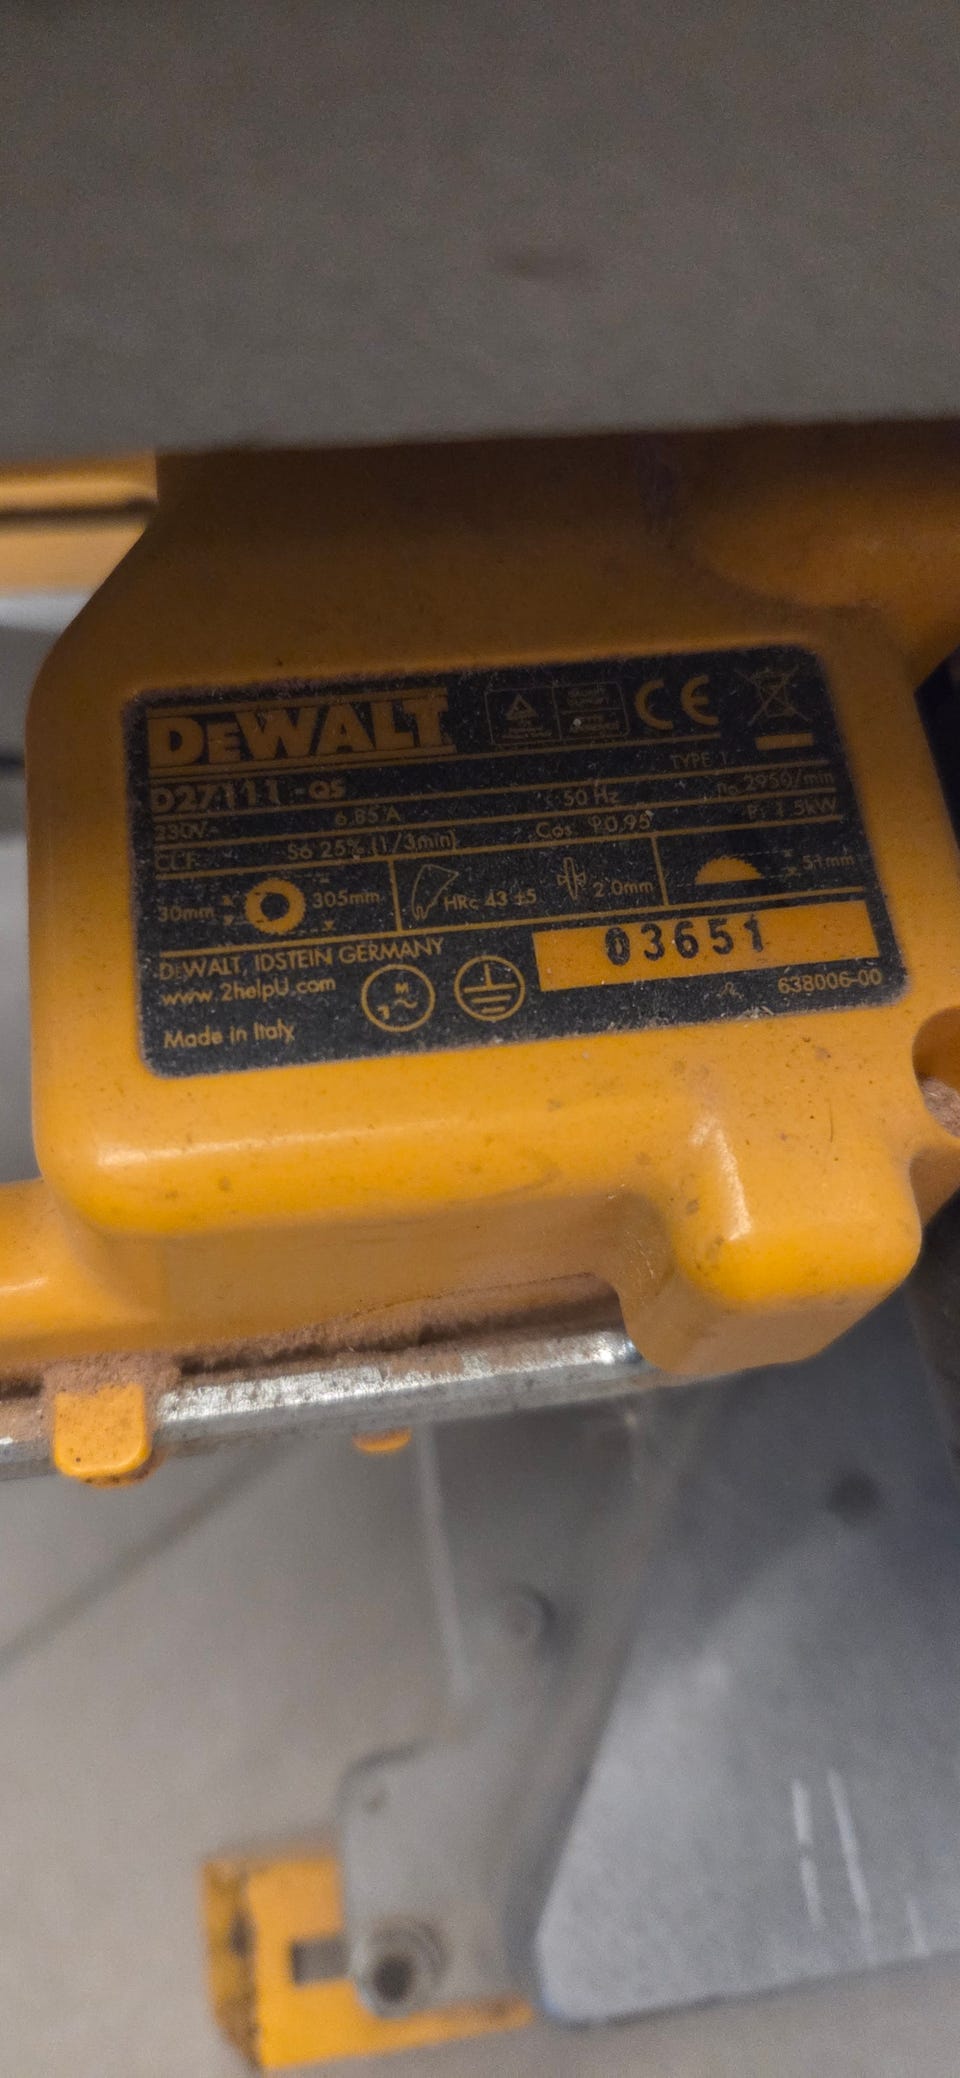 DEWALT
CE
TYPE 1
D27111 -QS
230V~ 6.85 A 50 Hz n₀ 2950/min
S6 25% (1/3min) Cos φ0.95 P₁ 1.5kW
30mm 305mm HRc 43 ±5 2.0mm 51mm
DEWALT, IDSTEIN GERMANY
www.2helpU.com
03651
M
1~
638006-00
Made in Italy